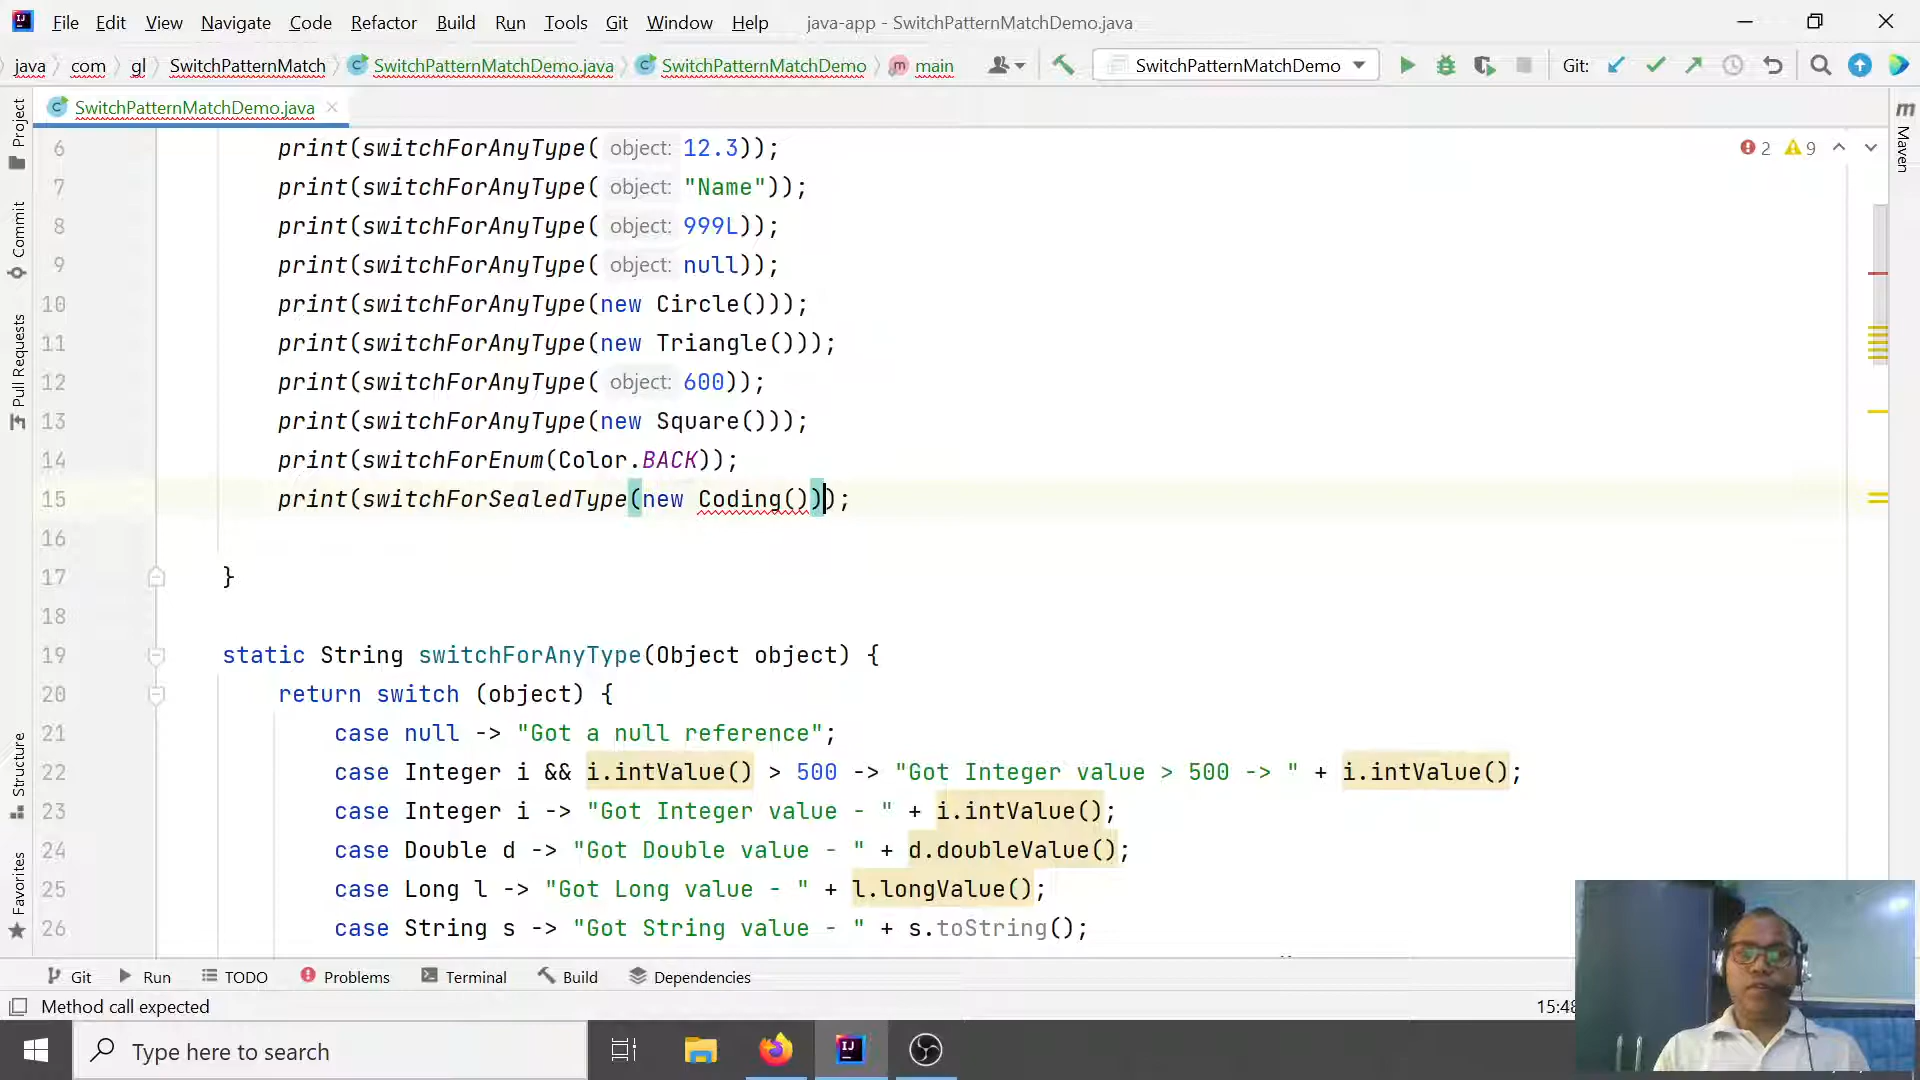 File Edit View Navigate Code Refactor Build Run Tools Git Window Help java-app - SwitchPatternMatchDemo.java
java com gl SwitchPatternMatch SwitchPatternMatchDemo.java SwitchPatternMatchDemo main SwitchPatternMatchDemo Git:
SwitchPatternMatchDemo.java
Project
Commit
Pull Requests
Structure
Favorites
Maven
2 9
6 print(switchForAnyType( object: 12.3));
7 print(switchForAnyType( object: "Name"));
8 print(switchForAnyType( object: 999L));
9 print(switchForAnyType( object: null));
10 print(switchForAnyType(new Circle()));
11 print(switchForAnyType(new Triangle()));
12 print(switchForAnyType( object: 600));
13 print(switchForAnyType(new Square()));
14 print(switchForEnum(Color.BACK));
15 print(switchForSealedType(new Coding()));
16
17 }
18
19 static String switchForAnyType(Object object) {
20 return switch (object) {
21 case null -> "Got a null reference";
22 case Integer i && i.intValue() > 500 -> "Got Integer value > 500 -> " + i.intValue();
23 case Integer i -> "Got Integer value - " + i.intValue();
24 case Double d -> "Got Double value - " + d.doubleValue();
25 case Long l -> "Got Long value - " + l.longValue();
26 case String s -> "Got String value - " + s.toString();
Git Run TODO Problems Terminal Build Dependencies
Method call expected 15:48
Type here to search